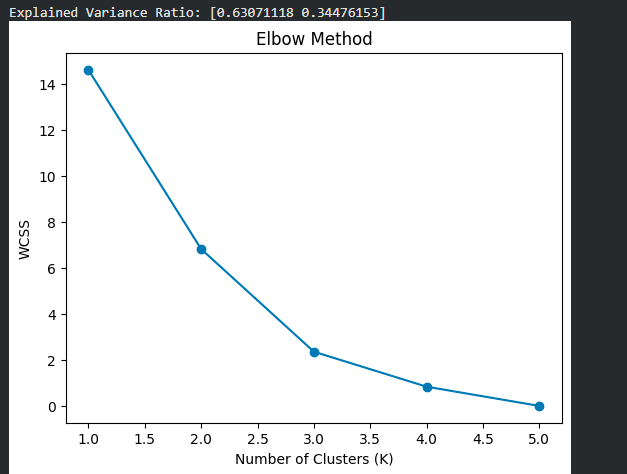 Explained Variance Ratio: [0.63071118 0.34476153]
Elbow Method
14
12
10
8
6
4
2
0
WCSS
1.0 1.5 2.0 2.5 3.0 3.5 4.0 4.5 5.0
Number of Clusters (K)